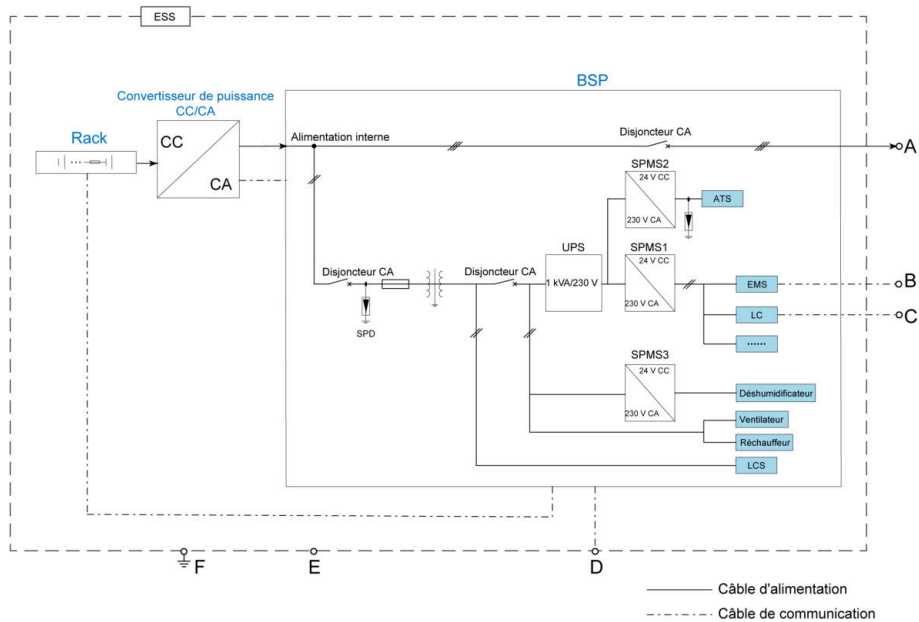 ESS
BSP
Convertisseur de puissance
CC/CA
Rack
CC
CA
Alimentation interne
Disjoncteur CA
A
SPMS2
24 V CC
230 V CA
ATS
Disjoncteur CA
SPD
Disjoncteur CA
UPS
1 kVA/230 V
SPMS1
24 V CC
230 V CA
EMS
B
LC
C
......
SPMS3
24 V CC
230 V CA
Déshumidificateur
Ventilateur
Réchauffeur
LCS
F
E
D
Câble d'alimentation
Câble de communication